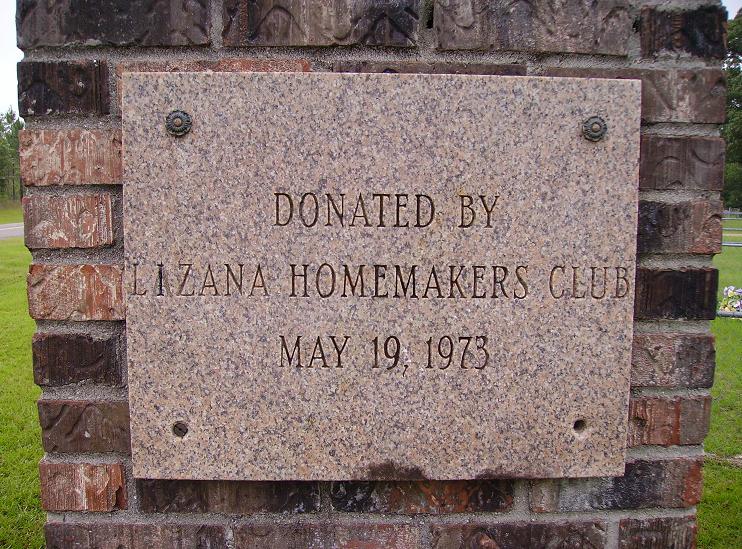 DONATED BY
LIZANA HOMEMAKERS CLUB
MAY 19, 1973